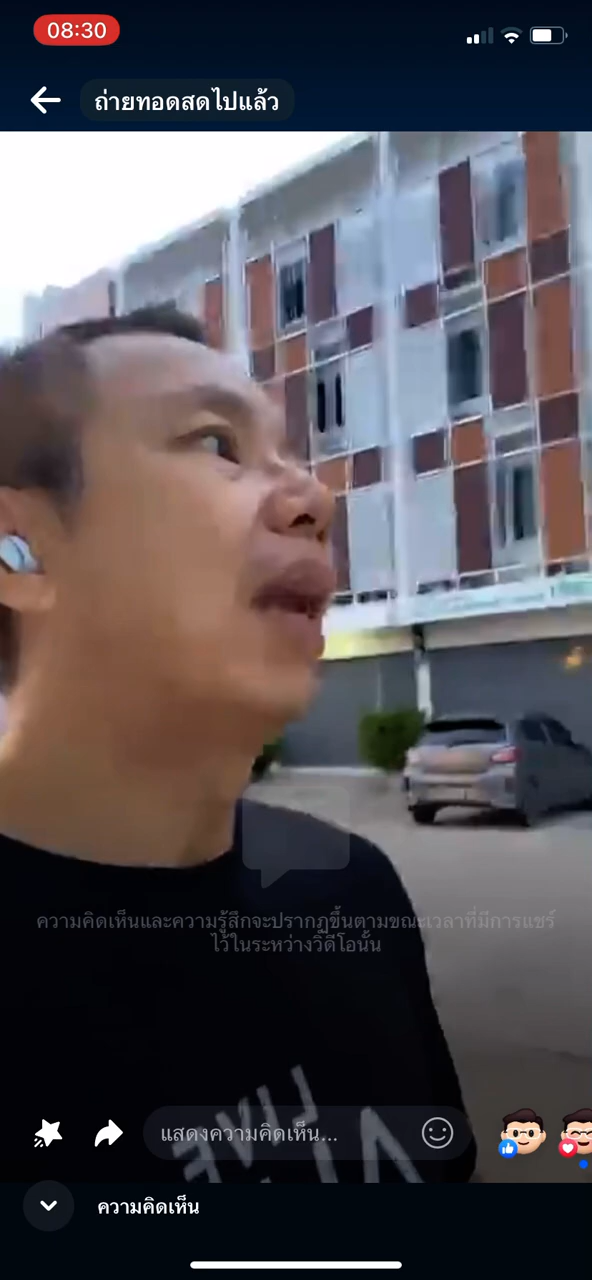 08:30
ถ่ายทอดสดไปแล้ว
ความคิดเห็นและความรู้สึกจะปรากฏขึ้นตามขณะเวลาที่มีการแชร์
ไว้ในระหว่างวิดีโอนั้น
LIVE
แสดงความคิดเห็น...
ความคิดเห็น